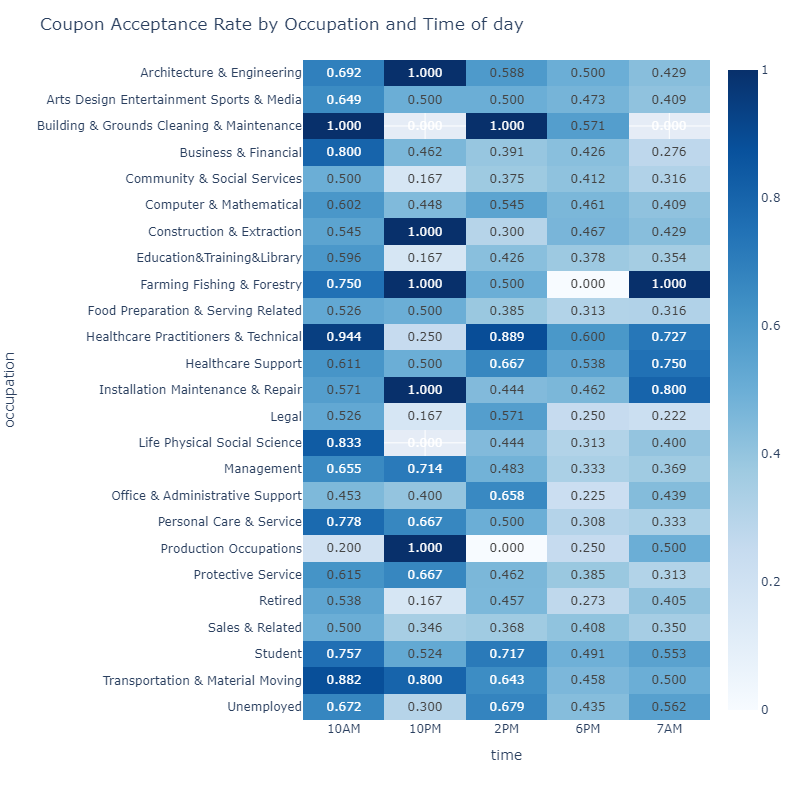 Coupon Acceptance Rate by Occupation and Time of day
Architecture & Engineering 0.692 1.000 0.588 0.500 0.429
Arts Design Entertainment Sports & Media 0.649 0.500 0.500 0.473 0.409
Building & Grounds Cleaning & Maintenance 1.000 0.000 1.000 0.571 0.000
Business & Financial 0.800 0.462 0.391 0.426 0.276
Community & Social Services 0.500 0.167 0.375 0.412 0.316
Computer & Mathematical 0.602 0.448 0.545 0.461 0.409
Construction & Extraction 0.545 1.000 0.300 0.467 0.429
Education&Training&Library 0.596 0.167 0.426 0.378 0.354
Farming Fishing & Forestry 0.750 1.000 0.500 0.000 1.000
Food Preparation & Serving Related 0.526 0.500 0.385 0.313 0.316
Healthcare Practitioners & Technical 0.944 0.250 0.889 0.600 0.727
Healthcare Support 0.611 0.500 0.667 0.538 0.750
Installation Maintenance & Repair 0.571 1.000 0.444 0.462 0.800
Legal 0.526 0.167 0.571 0.250 0.222
Life Physical Social Science 0.833 0.000 0.444 0.313 0.400
Management 0.655 0.714 0.483 0.333 0.369
Office & Administrative Support 0.453 0.400 0.658 0.225 0.439
Personal Care & Service 0.778 0.667 0.500 0.308 0.333
Production Occupations 0.200 1.000 0.000 0.250 0.500
Protective Service 0.615 0.667 0.462 0.385 0.313
Retired 0.538 0.167 0.457 0.273 0.405
Sales & Related 0.500 0.346 0.368 0.408 0.350
Student 0.757 0.524 0.717 0.491 0.553
Transportation & Material Moving 0.882 0.800 0.643 0.458 0.500
Unemployed 0.672 0.300 0.679 0.435 0.562
10AM 10PM 2PM 6PM 7AM
time
occupation
1
0.8
0.6
0.4
0.2
0